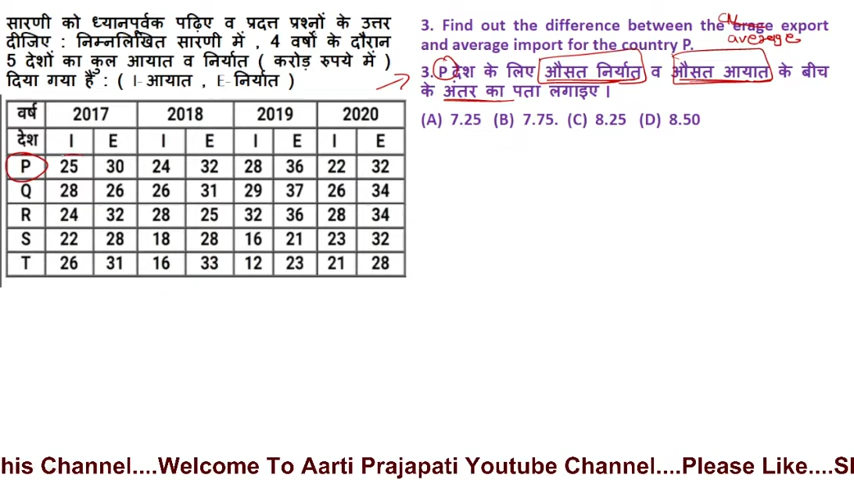 सारणी को ध्यानपूर्वक पढ़िए व प्रदत्त प्रश्नों के उत्तर
दीजिए : निम्नलिखित सारणी में , 4 वर्षो के दौरान
5 देशों का कुल आयात व निर्यात ( करोड़ रुपये में )
दिया गया है : ( I- आयात , E-निर्यात )
वर्ष 2017 2018 2019 2020
देश I E I E I E I E
P 25 30 24 32 28 36 22 32
Q 28 26 26 31 29 37 26 34
R 24 32 28 25 32 36 28 34
S 22 28 18 28 16 21 23 32
T 26 31 16 33 12 23 21 28
3. Find out the difference between the erage export
average
and average import for the country P.
3. P देश के लिए औसत निर्यात व औसत आयात के बीच
के अंतर का पता लगाइए ।
(A) 7.25 (B) 7.75. (C) 8.25 (D) 8.50
his Channel....Welcome To Aarti Prajapati Youtube Channel....Please Like....Sl